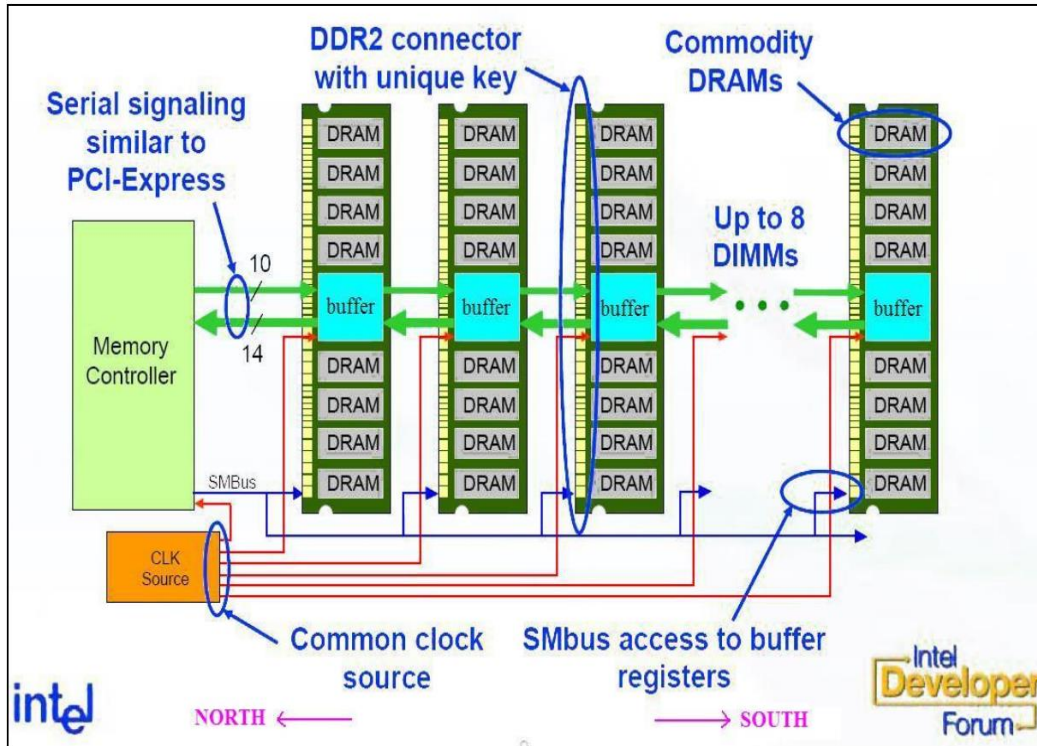 DDR2 connector
with unique key
Commodity
DRAMs
Serial signaling
similar to
PCI-Express
Up to 8
DIMMs
10
14
Memory
Controller
DRAM
DRAM
DRAM
DRAM
buffer
DRAM
DRAM
DRAM
DRAM
DRAM
DRAM
DRAM
DRAM
buffer
DRAM
DRAM
DRAM
DRAM
DRAM
DRAM
DRAM
DRAM
buffer
DRAM
DRAM
DRAM
DRAM
DRAM
DRAM
DRAM
DRAM
buffer
DRAM
DRAM
DRAM
DRAM
SMBus
CLK
Source
Common clock
source
SMbus access to buffer
registers
intel
NORTH
SOUTH
Intel
Developer
Forum